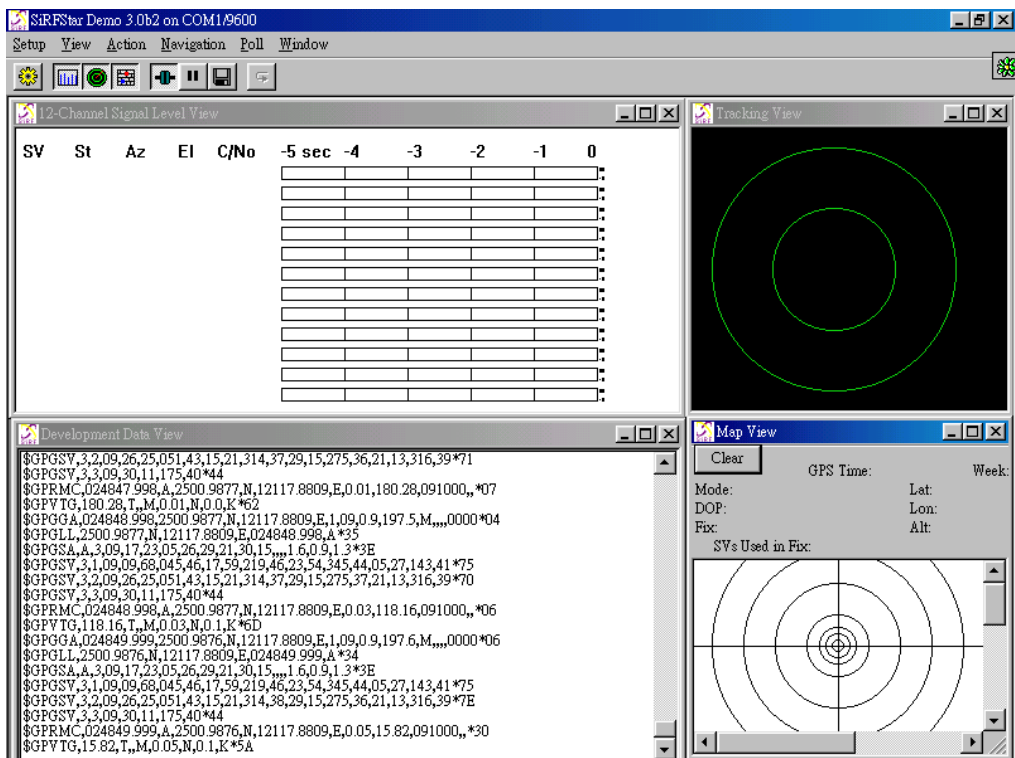 SiRFStar Demo 3.0b2 on COM1/9600
Setup View Action Navigation Poll Window
12-Channel Signal Level View
SV St Az El C/No -5 sec -4 -3 -2 -1 0
Tracking View
Development Data View
$GPGSV,3,2,09,26,25,051,43,15,21,314,37,29,15,275,36,21,13,316,39*71
$GPGSV,3,3,09,30,11,175,40*44
$GPRMC,024847.998,A,2500.9877,N,12117.8809,E,0.01,180.28,091000,,*07
$GPVTG,180.28,T,,M,0.01,N,0.0,K*62
$GPGGA,024848.998,2500.9877,N,12117.8809,E,1,09,0.9,197.5,M,,,,0000*04
$GPGLL,2500.9877,N,12117.8809,E,024848.998,A*35
$GPGSA,A,3,09,17,23,05,26,29,21,30,15,,,,1.6,0.9,1.3*3E
$GPGSV,3,1,09,09,68,045,46,17,59,219,46,23,54,345,44,05,27,143,41*75
$GPGSV,3,2,09,26,25,051,43,15,21,314,37,29,15,275,37,21,13,316,39*70
$GPGSV,3,3,09,30,11,175,40*44
$GPRMC,024848.998,A,2500.9877,N,12117.8809,E,0.03,118.16,091000,,*06
$GPVTG,118.16,T,,M,0.03,N,0.1,K*6D
$GPGGA,024849.999,2500.9876,N,12117.8809,E,1,09,0.9,197.6,M,,,,0000*06
$GPGLL,2500.9876,N,12117.8809,E,024849.999,A*34
$GPGSA,A,3,09,17,23,05,26,29,21,30,15,,,,1.6,0.9,1.3*3E
$GPGSV,3,1,09,09,68,045,46,17,59,219,46,23,54,345,44,05,27,143,41*75
$GPGSV,3,2,09,26,25,051,43,15,21,314,38,29,15,275,36,21,13,316,39*7E
$GPGSV,3,3,09,30,11,175,40*44
$GPRMC,024849.999,A,2500.9876,N,12117.8809,E,0.05,15.82,091000,,*30
$GPVTG,15.82,T,,M,0.05,N,0.1,K*5A
Map View
Clear GPS Time: Week:
Mode: Lat:
DOP: Lon:
Fix: Alt:
SVs Used in Fix: